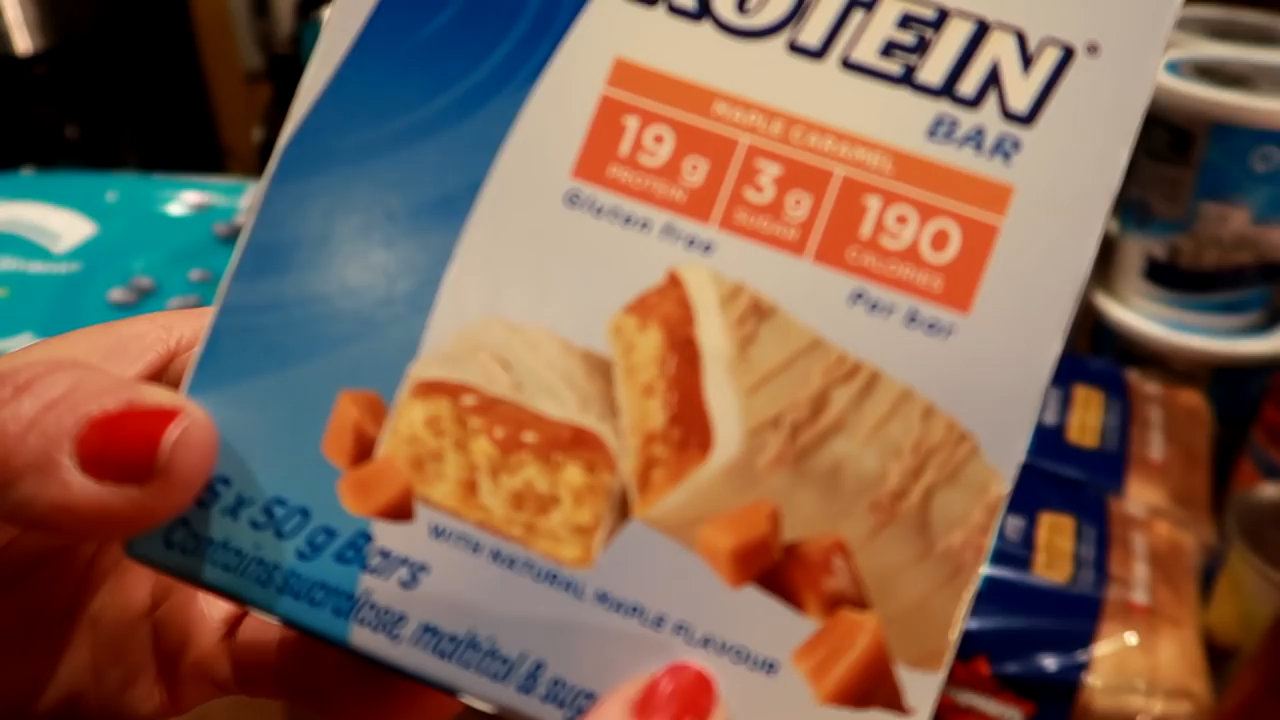 ROTEIN
BAR
MAPLE CARAMEL
19 g
PROTEIN
3 g
SUGAR
190
CALORIES
Gluten free
Per bar
6 x 50 g Bars
Contains sucralose, maltitol & sug
WITH NATURAL MAPLE FLAVOUR